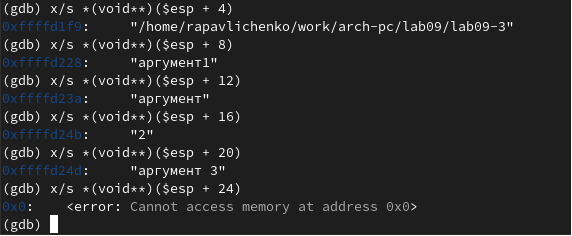 (gdb) x/s *(void**)($esp + 4)
0xffffd1f9:     "/home/rapavlichenko/work/arch-pc/lab09/lab09-3"
(gdb) x/s *(void**)($esp + 8)
0xffffd228:     "аргумент1"
(gdb) x/s *(void**)($esp + 12)
0xffffd23a:     "аргумент"
(gdb) x/s *(void**)($esp + 16)
0xffffd24b:     "2"
(gdb) x/s *(void**)($esp + 20)
0xffffd24d:     "аргумент 3"
(gdb) x/s *(void**)($esp + 24)
0x0:    <error: Cannot access memory at address 0x0>
(gdb)